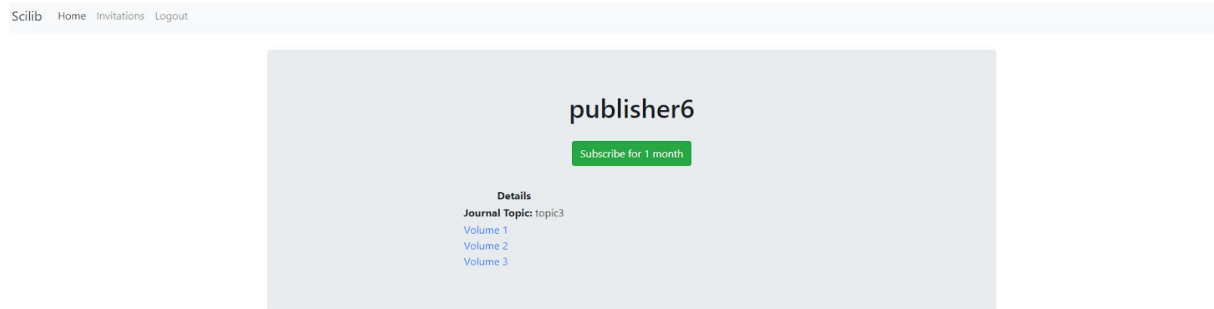 Scilib Home Invitations Logout
publisher6
Subscribe for 1 month
Details
Journal Topic: topic3
Volume 1
Volume 2
Volume 3